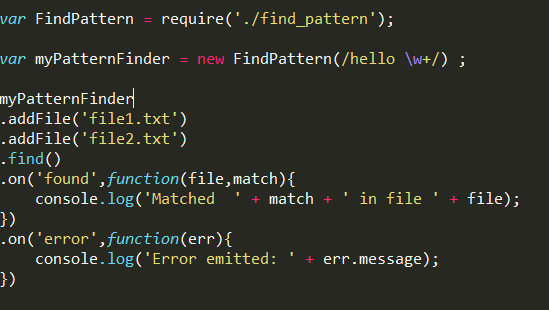 var FindPattern = require('./find_pattern');
var myPatternFinder = new FindPattern(/hello \w+/) ;
myPatternFinder
.addFile('file1.txt')
.addFile('file2.txt')
.find()
.on('found',function(file,match){
    console.log('Matched  ' + match + ' in file ' + file);
})
.on('error',function(err){
    console.log('Error emitted: ' + err.message);
})